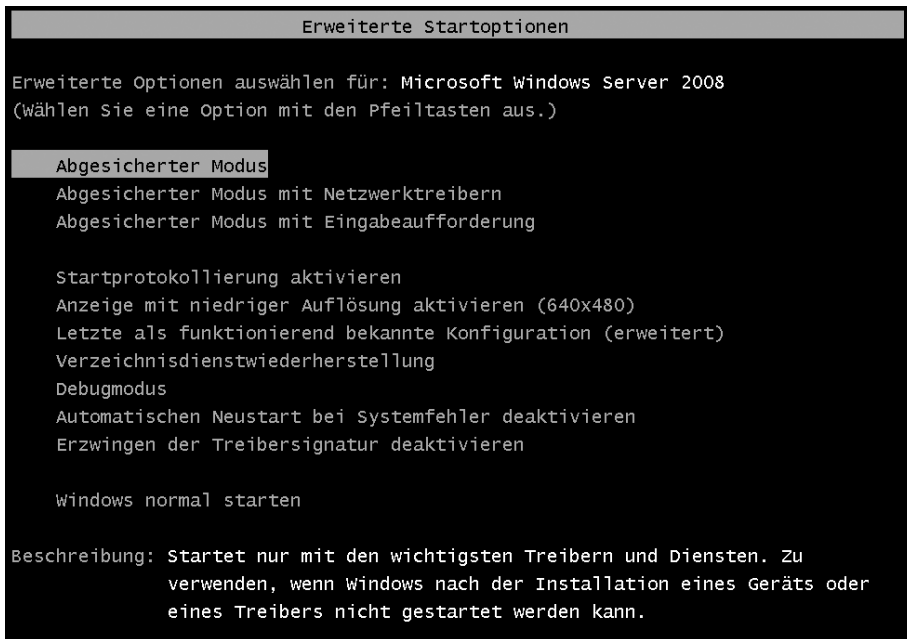 Erweiterte Startoptionen
Erweiterte Optionen auswählen für: Microsoft Windows Server 2008
(Wählen Sie eine Option mit den Pfeiltasten aus.)
Abgesicherter Modus
Abgesicherter Modus mit Netzwerktreibern
Abgesicherter Modus mit Eingabeaufforderung
Startprotokollierung aktivieren
Anzeige mit niedriger Auflösung aktivieren (640x480)
Letzte als funktionierend bekannte Konfiguration (erweitert)
Verzeichnisdienstwiederherstellung
Debugmodus
Automatischen Neustart bei Systemfehler deaktivieren
Erzwingen der Treibersignatur deaktivieren
Windows normal starten
Beschreibung: Startet nur mit den wichtigsten Treibern und Diensten. Zu
verwenden, wenn Windows nach der Installation eines Geräts oder
eines Treibers nicht gestartet werden kann.